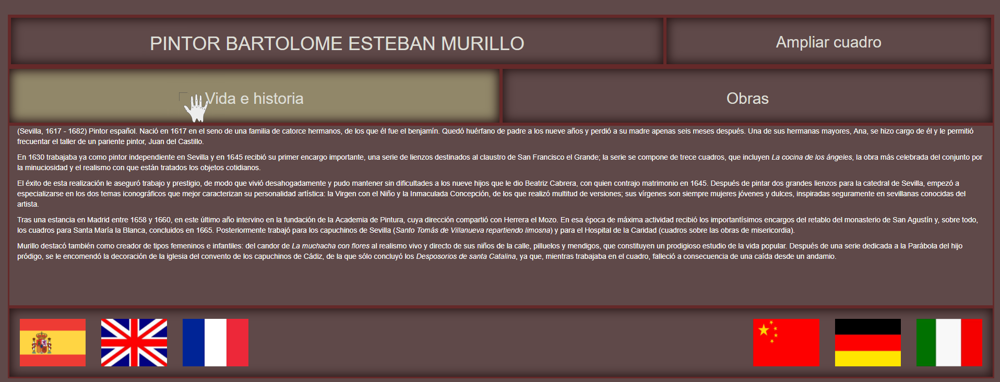 PINTOR BARTOLOME ESTEBAN MURILLO
Ampliar cuadro
Vida e historia
Obras
(Sevilla, 1617 - 1682) Pintor español. Nació en 1617 en el seno de una familia de catorce hermanos, de los que él fue el benjamín. Quedó huérfano de padre a los nueve años y perdió a su madre apenas seis meses después. Una de sus hermanas mayores, Ana, se hizo cargo de él y le permitió
frecuentar el taller de un pariente pintor, Juan del Castillo.
En 1630 trabajaba ya como pintor independiente en Sevilla y en 1645 recibió su primer encargo importante, una serie de lienzos destinados al claustro de San Francisco el Grande; la serie se compone de trece cuadros, que incluyen La cocina de los ángeles, la obra más celebrada del conjunto por
la minuciosidad y el realismo con que están tratados los objetos cotidianos.
El éxito de esta realización le aseguró trabajo y prestigio, de modo que vivió desahogadamente y pudo mantener sin dificultades a los nueve hijos que le dio Beatriz Cabrera, con quien contrajo matrimonio en 1645. Después de pintar dos grandes lienzos para la catedral de Sevilla, empezó a
especializarse en los dos temas iconográficos que mejor caracterizan su personalidad artística: la Virgen con el Niño y la Inmaculada Concepción, de los que realizó multitud de versiones; sus vírgenes son siempre mujeres jóvenes y dulces, inspiradas seguramente en sevillanas conocidas del
artista.
Tras una estancia en Madrid entre 1658 y 1660, en este último año intervino en la fundación de la Academia de Pintura, cuya dirección compartió con Herrera el Mozo. En esa época de máxima actividad recibió los importantísimos encargos del retablo del monasterio de San Agustín y, sobre todo,
los cuadros para Santa María la Blanca, concluidos en 1665. Posteriormente trabajó para los capuchinos de Sevilla (Santo Tomás de Villanueva repartiendo limosna) y para el Hospital de la Caridad (cuadros sobre las obras de misericordia).
Murillo destacó también como creador de tipos femeninos e infantiles: del candor de La muchacha con flores al realismo vivo y directo de sus niños de la calle, pilluelos y mendigos, que constituyen un prodigioso estudio de la vida popular. Después de una serie dedicada a la Parábola del hijo
pródigo, se le encomendó la decoración de la iglesia del convento de los capuchinos de Cádiz, de la que sólo concluyó los Desposorios de santa Catalina, ya que, mientras trabajaba en el cuadro, falleció a consecuencia de una caída desde un andamio.